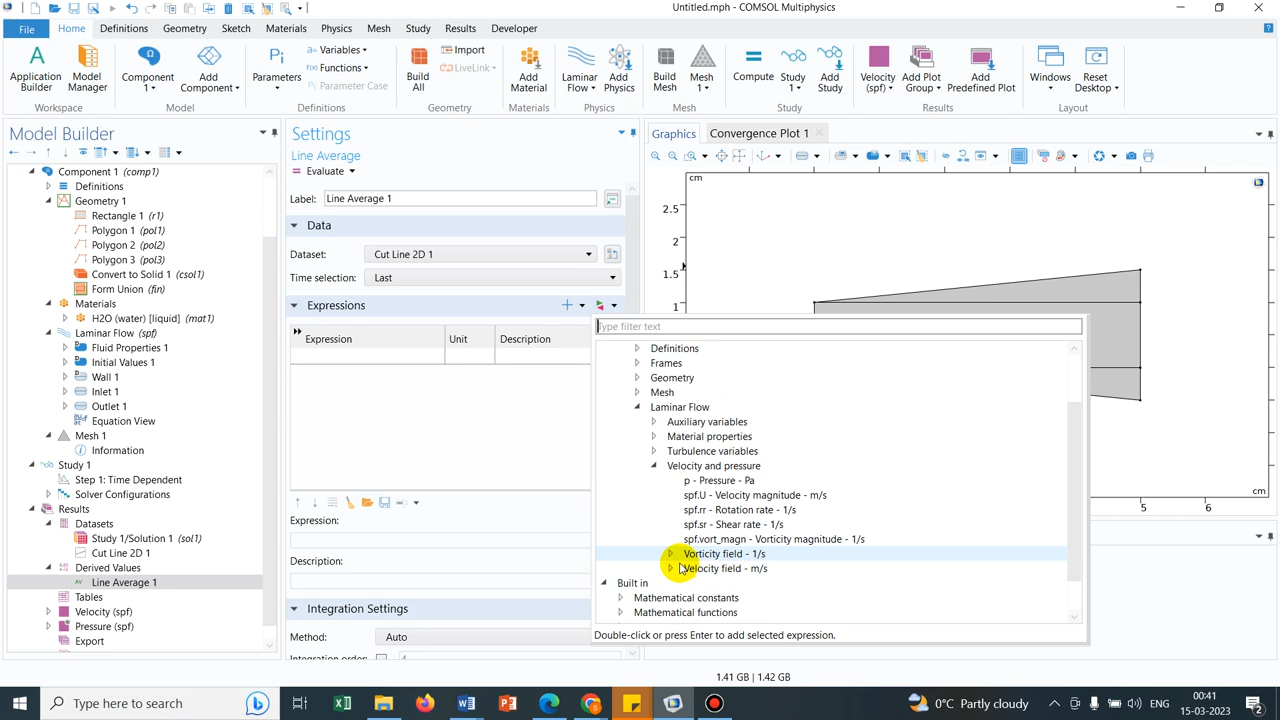 Untitled.mph - COMSOL Multiphysics
File Home Definitions Geometry Sketch Materials Physics Mesh Study Results Developer
Application Builder
Model Manager
Workspace
Component 1
Add Component
Model
Pi
Parameters
a= Variables
f(x)= Functions
Pi Parameter Case
Definitions
Build All
Import
LiveLink
Geometry
Add Material
Materials
Laminar Flow
Add Physics
Physics
Build Mesh
Mesh 1
Mesh
Compute
Study 1
Add Study
Study
Velocity (spf)
Add Plot Group
Add Predefined Plot
Results
Windows
Reset Desktop
Layout
Model Builder
Component 1 (comp1)
Definitions
Geometry 1
Rectangle 1 (r1)
Polygon 1 (pol1)
Polygon 2 (pol2)
Polygon 3 (pol3)
Convert to Solid 1 (csol1)
Form Union (fin)
Materials
H2O (water) [liquid] (mat1)
Laminar Flow (spf)
Fluid Properties 1
Initial Values 1
Wall 1
Inlet 1
Outlet 1
Equation View
Mesh 1
Information
Study 1
Step 1: Time Dependent
Solver Configurations
Results
Datasets
Study 1/Solution 1 (sol1)
Cut Line 2D 1
Derived Values
Line Average 1
Tables
Velocity (spf)
Pressure (spf)
Export
Settings
Line Average
= Evaluate
Label: Line Average 1
Data
Dataset: Cut Line 2D 1
Time selection: Last
Expressions
Expression Unit Description
Expression:
Description:
Integration Settings
Method: Auto
Integration order: 4
Graphics Convergence Plot 1
cm
2.5
2
1.5
1
cm
5 6
Type filter text
Definitions
Frames
Geometry
Mesh
Laminar Flow
Auxiliary variables
Material properties
Turbulence variables
Velocity and pressure
p - Pressure - Pa
spf.U - Velocity magnitude - m/s
spf.rr - Rotation rate - 1/s
spf.sr - Shear rate - 1/s
spf.vort_magn - Vorticity magnitude - 1/s
Vorticity field - 1/s
Velocity field - m/s
Built in
Mathematical constants
Mathematical functions
Double-click or press Enter to add selected expression.
1.41 GB | 1.42 GB
Type here to search
0°C Partly cloudy
ENG
00:41
15-03-2023